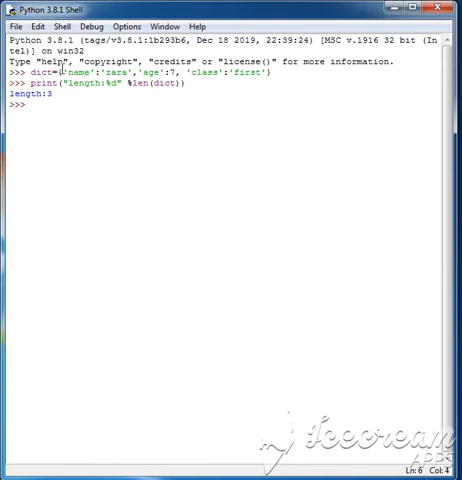 Python 3.8.1 Shell
File Edit Shell Debug Options Window Help
Python 3.8.1 (tags/v3.8.1:1b293b6, Dec 18 2019, 22:39:24) [MSC v.1916 32 bit (In
tel)] on win32
Type "help", "copyright", "credits" or "license()" for more information.
>>> dict={'name':'zara','age':7, 'class':'first'}
>>> print("length:%d" %len(dict))
length:3
>>>
Icecream
APPS
Ln: 6 Col: 4